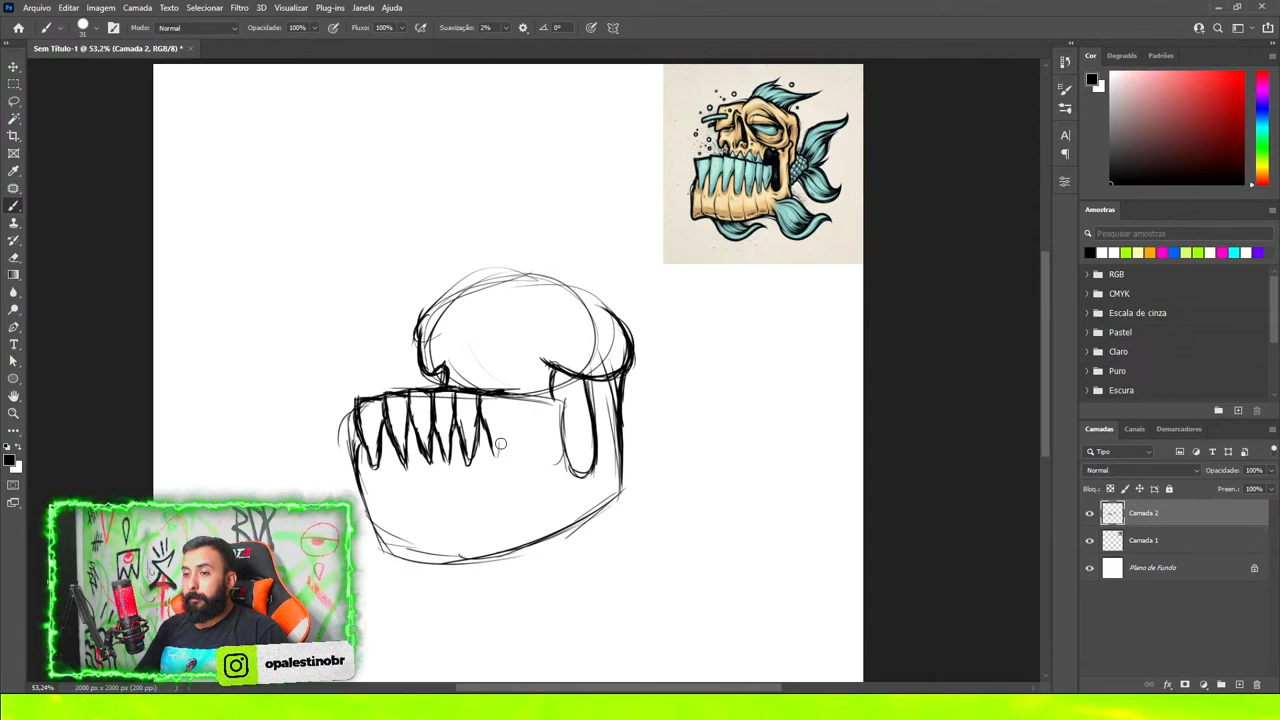 Arquivo Editar Imagem Camada Texto Selecionar Filtro 3D Visualizar Plug-ins Janela Ajuda
31 Modo: Normal Opacidade: 100% Fluxo: 100% Suavização: 2% 0°
Sem Título-1 @ 53,2% (Camada 2, RGB/8) *
Cor Degradês Padrões
Amostras
Pesquisar amostras
RGB
CMYK
Escala de cinza
Pastel
Claro
Puro
Escura
Camadas Canais Demarcadores
Tipo
Normal Opacidade: 100%
Bloq.: Preen.: 100%
Camada 2
Camada 1
Plano de Fundo
opalestinobr
53,24% 2000 px x 2000 px (200 ppi)